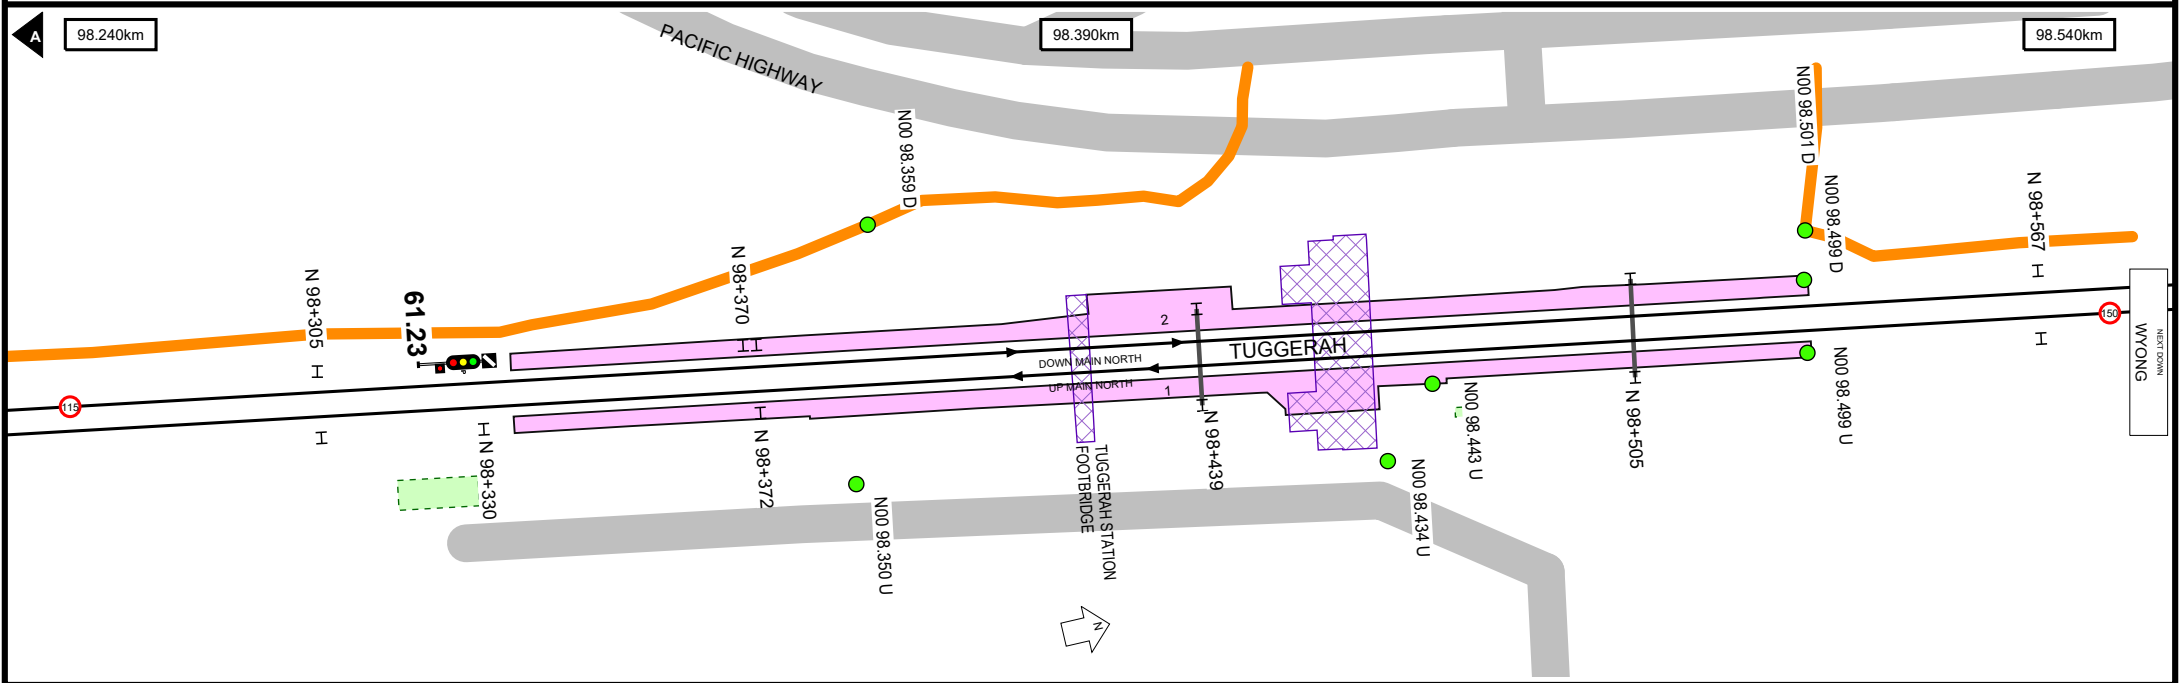 A
98.240km
98.390km
98.540km
PACIFIC HIGHWAY
N00 98.359 D
N00 98.501 D
N00 98.499 D
N 98+567
N 98+305
61.23
N 98+370
2
DOWN MAIN NORTH
TUGGERAH
UP MAIN NORTH
1
115
150
NEXT DOWN
WYONG
N 98+330
N 98+372
N00 98.350 U
TUGGERAH STATION
FOOTBRIDGE
N 98+439
N00 98.434 U
N00 98.443 U
N 98+505
N00 98.499 U
N